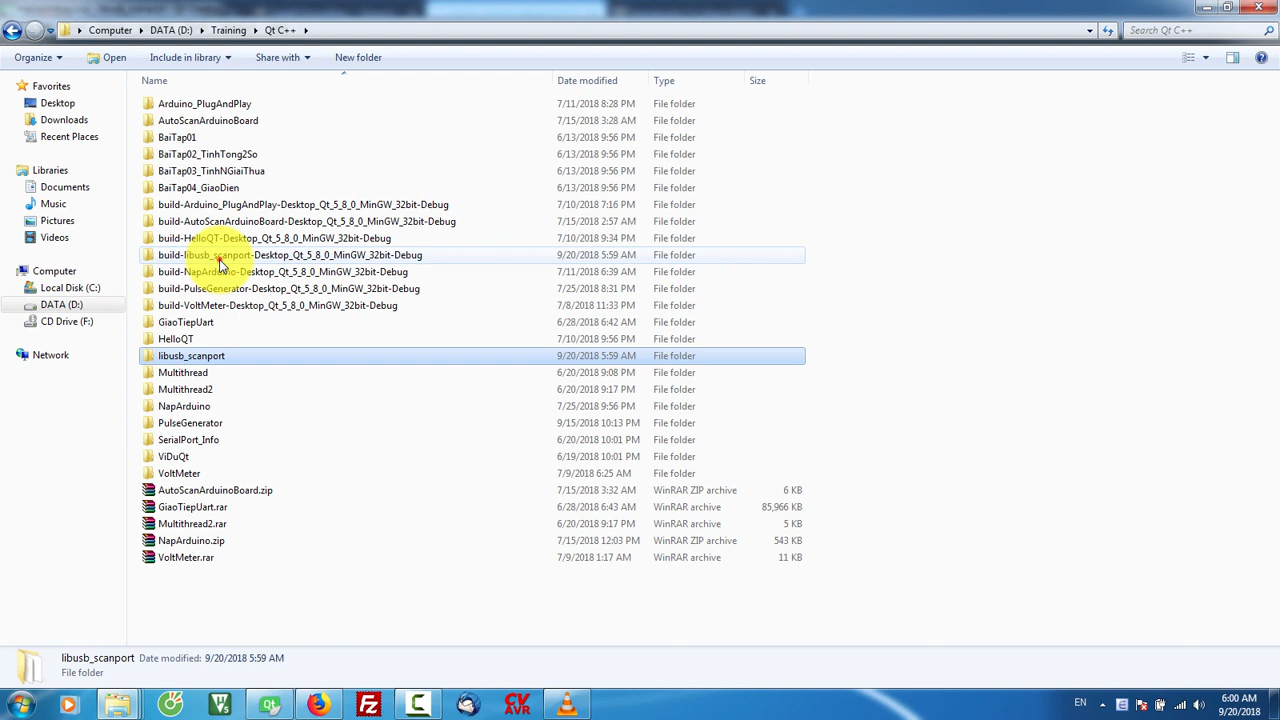 Computer DATA (D:) Training Qt C++ Search Qt C++
Organize Open Include in library Share with New folder
Favorites
Desktop
Downloads
Recent Places
Libraries
Documents
Music
Pictures
Videos
Computer
Local Disk (C:)
DATA (D:)
CD Drive (F:)
Network
Name Date modified Type Size
Arduino_PlugAndPlay 7/11/2018 8:28 PM File folder
AutoScanArduinoBoard 7/15/2018 3:28 AM File folder
BaiTap01 6/13/2018 9:56 PM File folder
BaiTap02_TinhTong2So 6/13/2018 9:56 PM File folder
BaiTap03_TinhNGiaiThua 6/13/2018 9:56 PM File folder
BaiTap04_GiaoDien 6/13/2018 9:56 PM File folder
build-Arduino_PlugAndPlay-Desktop_Qt_5_8_0_MinGW_32bit-Debug 7/10/2018 7:16 PM File folder
build-AutoScanArduinoBoard-Desktop_Qt_5_8_0_MinGW_32bit-Debug 7/15/2018 2:57 AM File folder
build-HelloQT-Desktop_Qt_5_8_0_MinGW_32bit-Debug 7/10/2018 9:34 PM File folder
build-libusb_scanport-Desktop_Qt_5_8_0_MinGW_32bit-Debug 9/20/2018 5:59 AM File folder
build-NapArduino-Desktop_Qt_5_8_0_MinGW_32bit-Debug 7/11/2018 6:39 AM File folder
build-PulseGenerator-Desktop_Qt_5_8_0_MinGW_32bit-Debug 7/25/2018 8:31 PM File folder
build-VoltMeter-Desktop_Qt_5_8_0_MinGW_32bit-Debug 7/8/2018 11:33 PM File folder
GiaoTiepUart 6/28/2018 6:42 AM File folder
HelloQT 7/10/2018 9:56 PM File folder
libusb_scanport 9/20/2018 5:59 AM File folder
Multithread 6/20/2018 9:08 PM File folder
Multithread2 6/20/2018 9:17 PM File folder
NapArduino 7/25/2018 9:56 PM File folder
PulseGenerator 9/15/2018 10:13 PM File folder
SerialPort_Info 6/20/2018 10:01 PM File folder
ViDuQt 6/19/2018 10:01 PM File folder
VoltMeter 7/9/2018 6:25 AM File folder
AutoScanArduinoBoard.zip 7/15/2018 3:32 AM WinRAR ZIP archive 6 KB
GiaoTiepUart.rar 6/28/2018 6:43 AM WinRAR archive 85,966 KB
Multithread2.rar 6/20/2018 9:17 PM WinRAR archive 5 KB
NapArduino.zip 7/15/2018 12:03 PM WinRAR ZIP archive 543 KB
VoltMeter.rar 7/9/2018 1:17 AM WinRAR archive 11 KB
libusb_scanport Date modified: 9/20/2018 5:59 AM
File folder
EN 6:00 AM
9/20/2018